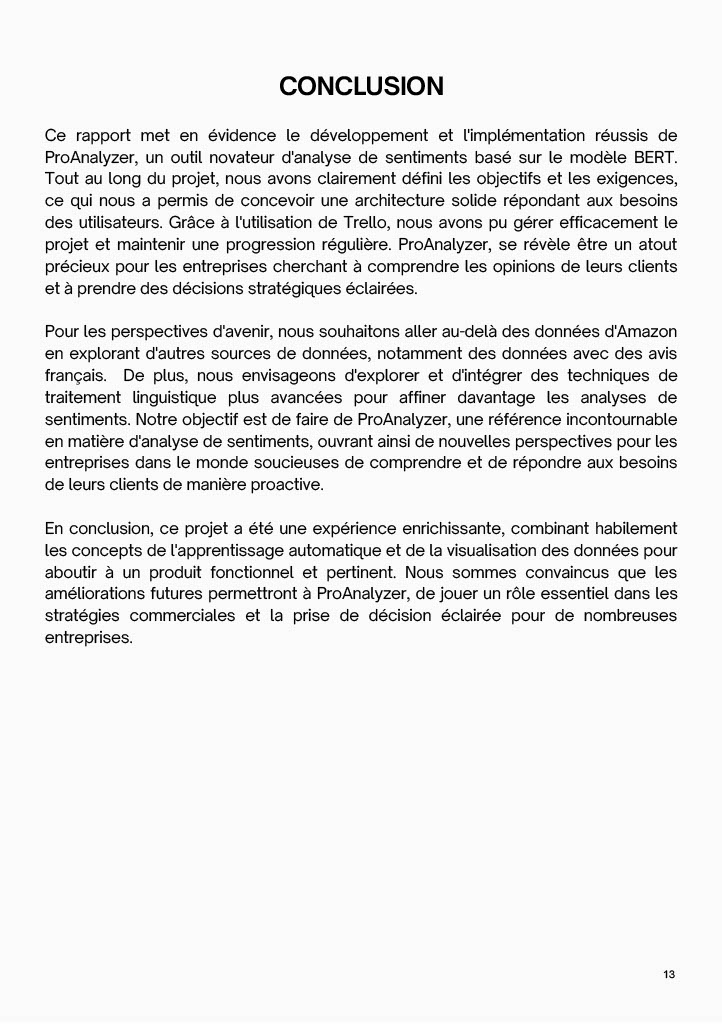 CONCLUSION
Ce rapport met en évidence le développement et l'implémentation réussis de
ProAnalyzer, un outil novateur d'analyse de sentiments basé sur le modèle BERT.
Tout au long du projet, nous avons clairement défini les objectifs et les exigences,
ce qui nous a permis de concevoir une architecture solide répondant aux besoins
des utilisateurs. Grâce à l'utilisation de Trello, nous avons pu gérer efficacement le
projet et maintenir une progression régulière. ProAnalyzer, se révèle être un atout
précieux pour les entreprises cherchant à comprendre les opinions de leurs clients
et à prendre des décisions stratégiques éclairées.
Pour les perspectives d'avenir, nous souhaitons aller au-delà des données d'Amazon
en explorant d'autres sources de données, notamment des données avec des avis
français.  De plus, nous envisageons d'explorer et d'intégrer des techniques de
traitement linguistique plus avancées pour affiner davantage les analyses de
sentiments. Notre objectif est de faire de ProAnalyzer, une référence incontournable
en matière d'analyse de sentiments, ouvrant ainsi de nouvelles perspectives pour les
entreprises dans le monde soucieuses de comprendre et de répondre aux besoins
de leurs clients de manière proactive.
En conclusion, ce projet a été une expérience enrichissante, combinant habilement
les concepts de l'apprentissage automatique et de la visualisation des données pour
aboutir à un produit fonctionnel et pertinent. Nous sommes convaincus que les
améliorations futures permettront à ProAnalyzer, de jouer un rôle essentiel dans les
stratégies commerciales et la prise de décision éclairée pour de nombreuses
entreprises.
13